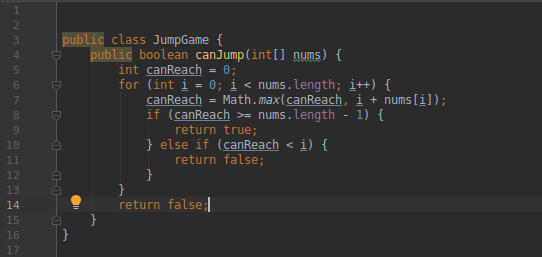 1
2
3 public class JumpGame {
4     public boolean canJump(int[] nums) {
5         int canReach = 0;
6         for (int i = 0; i < nums.length; i++) {
7             canReach = Math.max(canReach, i + nums[i]);
8             if (canReach >= nums.length - 1) {
9                 return true;
10             } else if (canReach < i) {
11                 return false;
12             }
13         }
14         return false;
15     }
16 }
17